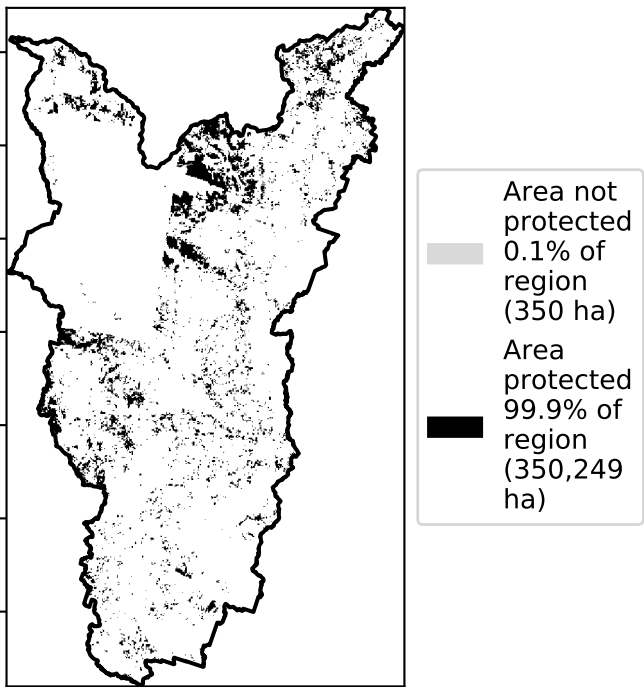 Area not
protected
0.1% of
region
(350 ha)
Area
protected
99.9% of
region
(350,249
ha)